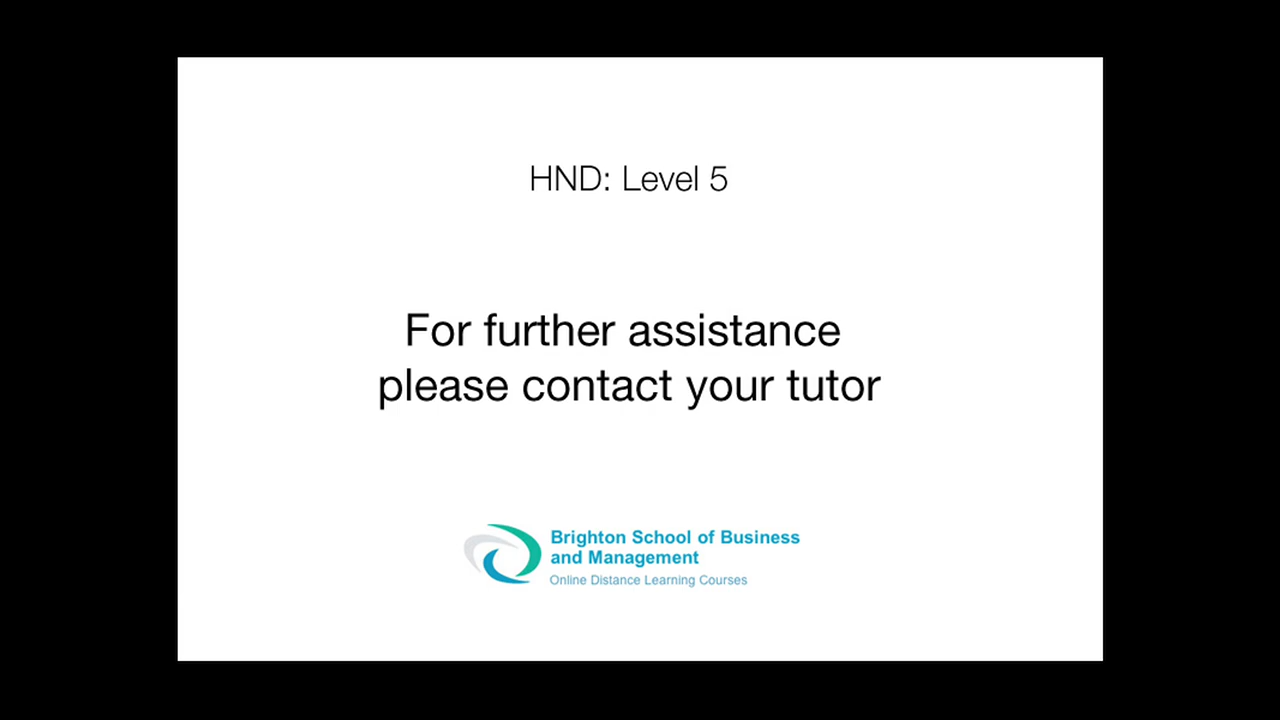 HND: Level 5
For further assistance
please contact your tutor
Brighton School of Business
and Management
Online Distance Learning Courses